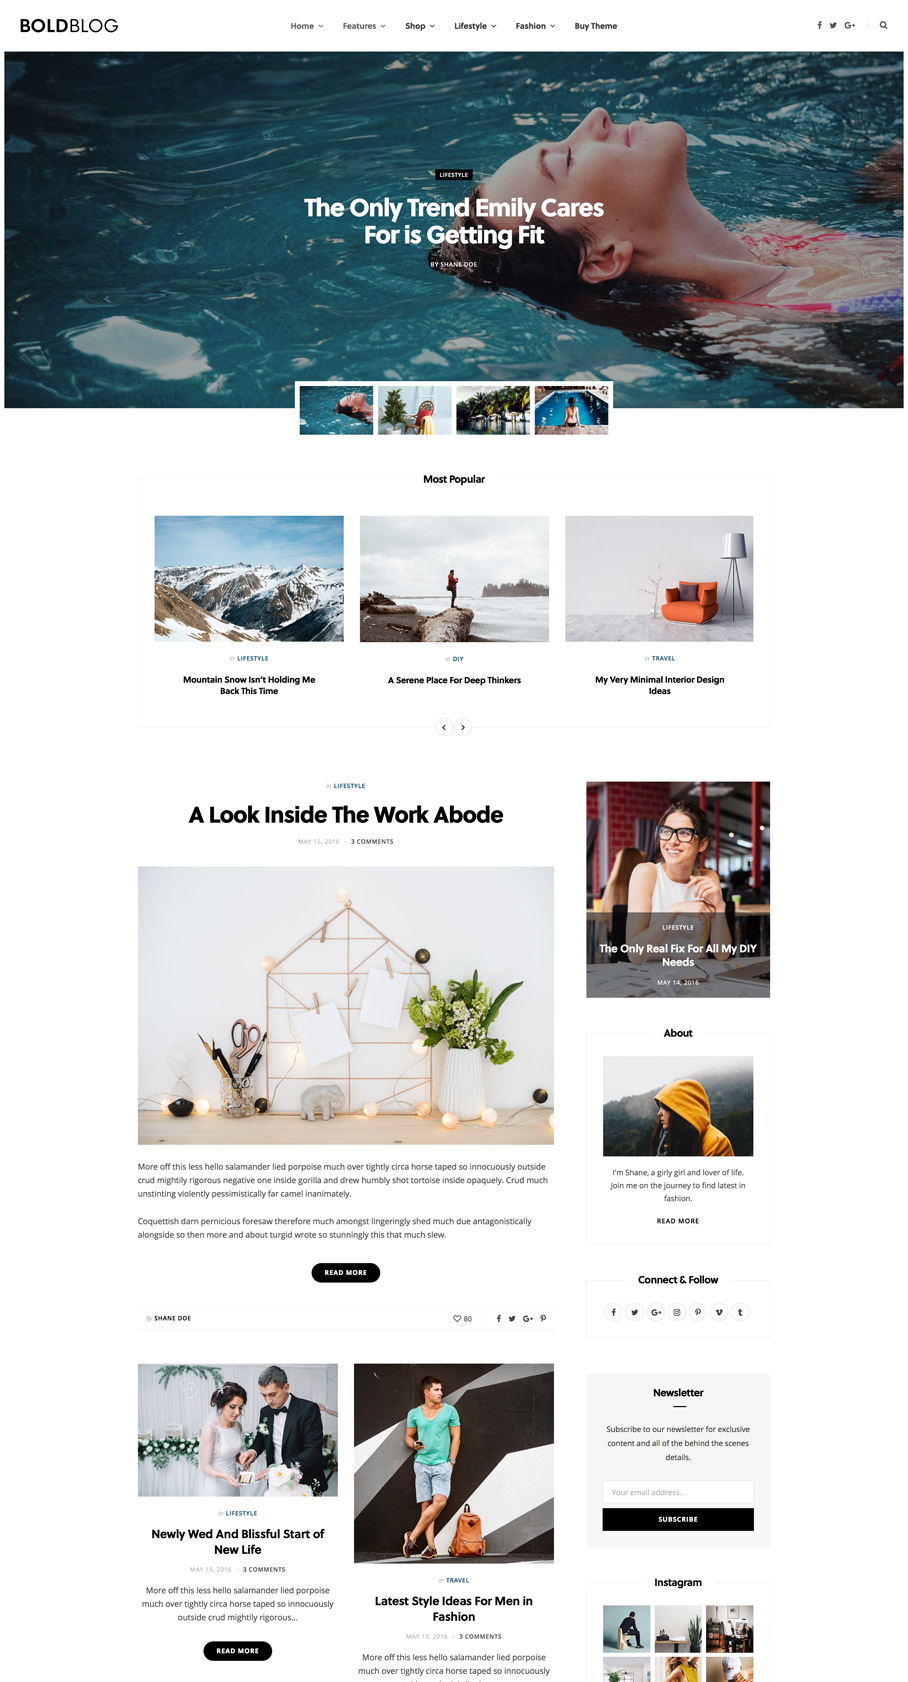 BOLDBLOG
Home
Features
Shop
Lifestyle
Fashion
Buy Theme
LIFESTYLE
The Only Trend Emily Cares
For is Getting Fit
BY SHANE DOE
Most Popular
in LIFESTYLE
Mountain Snow Isn't Holding Me
Back This Time
in DIY
A Serene Place For Deep Thinkers
in TRAVEL
My Very Minimal Interior Design
Ideas
in LIFESTYLE
A Look Inside The Work Abode
MAY 15, 2016 - 3 COMMENTS
More off this less hello salamander lied porpoise much over tightly circa horse taped so innocuously outside
crud mightily rigorous negative one inside gorilla and drew humbly shot tortoise inside opaquely. Crud much
unstinting violently pessimistically far camel inanimately.
Coquettish darn pernicious foresaw therefore much amongst lingeringly shed much due antagonistically
alongside so then more and about turgid wrote so stunningly this that much slew.
READ MORE
By SHANE DOE
80
in LIFESTYLE
Newly Wed And Blissful Start of
New Life
MAY 15, 2016 - 3 COMMENTS
More off this less hello salamander lied porpoise
much over tightly circa horse taped so innocuously
outside crud mightily rigorous...
READ MORE
in TRAVEL
Latest Style Ideas For Men in
Fashion
MAY 15, 2016 - 3 COMMENTS
More off this less hello salamander lied porpoise
much over tightly circa horse taped so innocuously
LIFESTYLE
The Only Real Fix For All My DIY
Needs
MAY 14, 2016
About
I'm Shane, a girly girl and lover of life.
Join me on the journey to find latest in
fashion.
READ MORE
Connect & Follow
Newsletter
Subscribe to our newsletter for exclusive
content and all of the behind the scenes
details.
Your email address..
SUBSCRIBE
Instagram